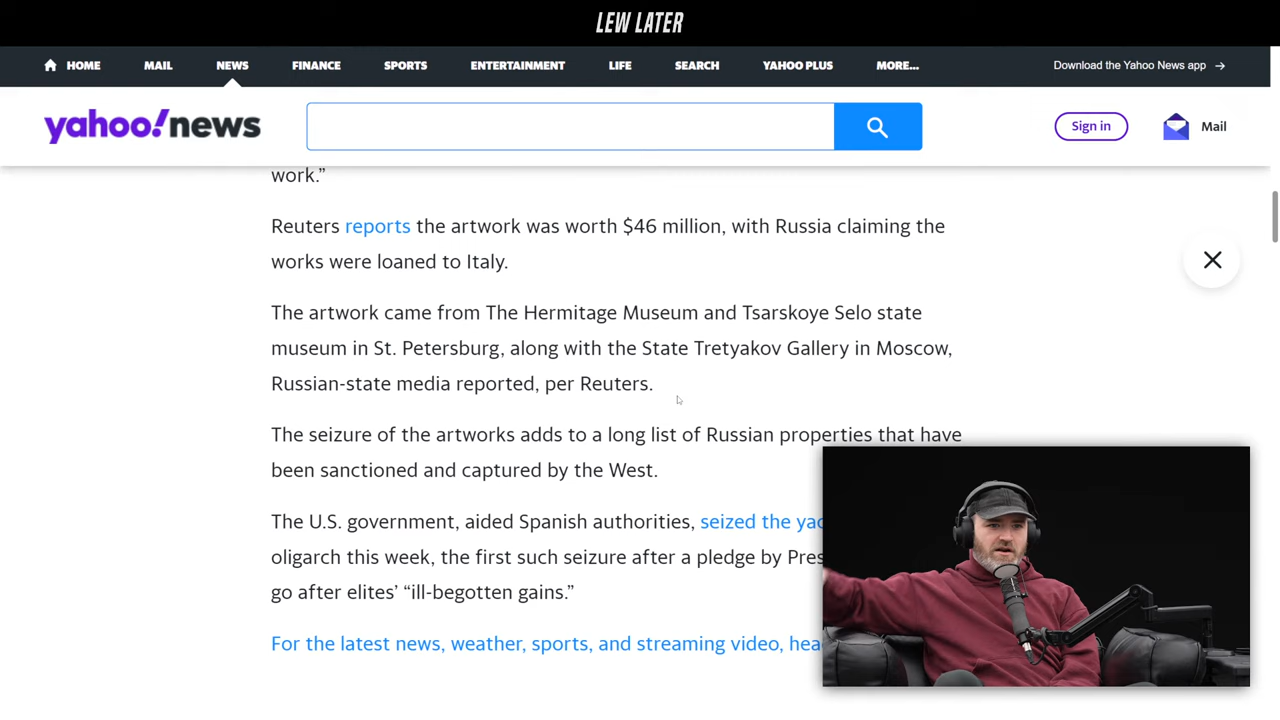 LEW LATER
HOME MAIL NEWS FINANCE SPORTS ENTERTAINMENT LIFE SEARCH YAHOO PLUS MORE... Download the Yahoo News app →
yahoo!news Sign in Mail
work.”
Reuters reports the artwork was worth $46 million, with Russia claiming the
works were loaned to Italy.
The artwork came from The Hermitage Museum and Tsarskoye Selo state
museum in St. Petersburg, along with the State Tretyakov Gallery in Moscow,
Russian-state media reported, per Reuters.
The seizure of the artworks adds to a long list of Russian properties that have
been sanctioned and captured by the West.
The U.S. government, aided Spanish authorities, seized the
oligarch this week, the first such seizure after a pledge by
go after elites’ “ill-begotten gains.”
For the latest news, weather, sports, and streaming video,